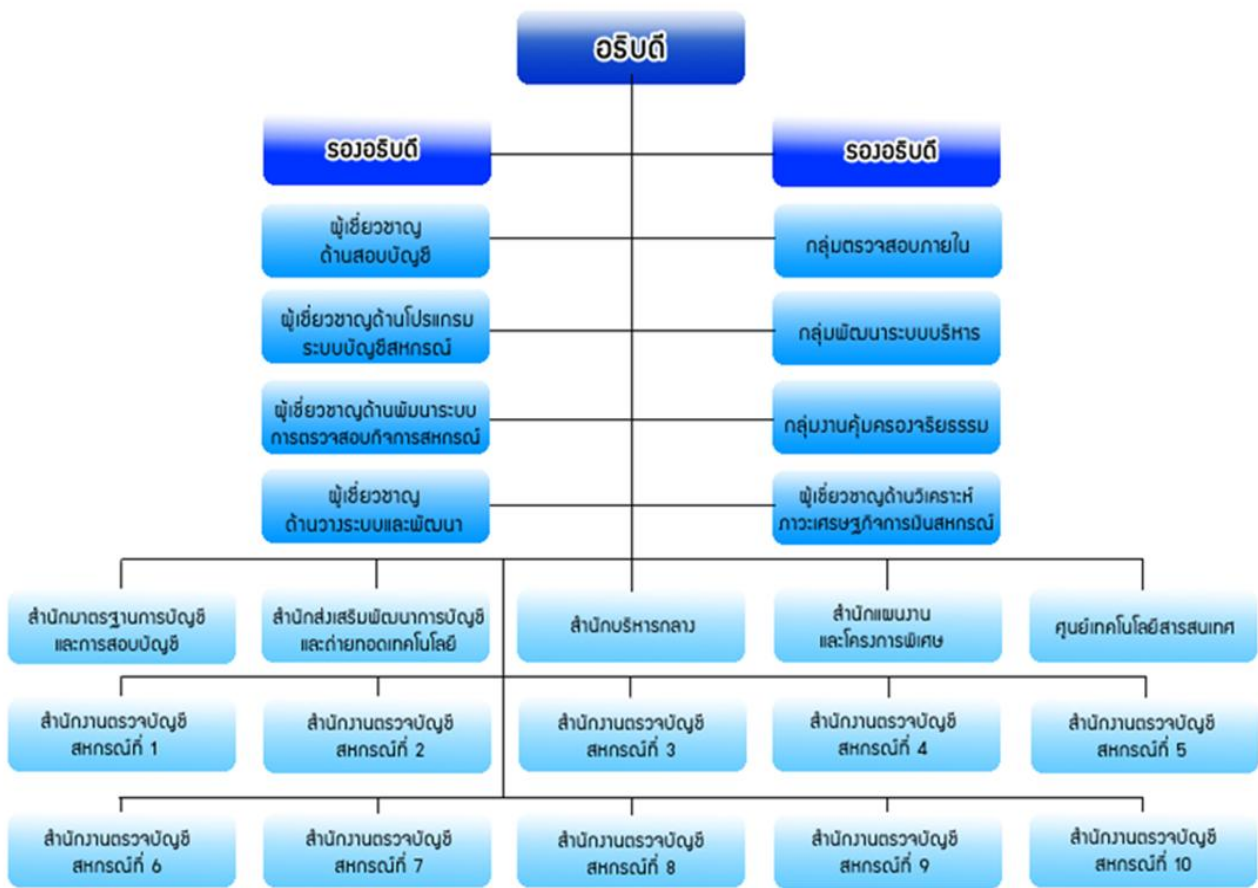 อธิบดี
รองอธิบดี
รองอธิบดี
ผู้เชี่ยวชาญ
ด้านสอบบัญชี
กลุ่มตรวจสอบภายใน
ผู้เชี่ยวชาญด้านโปรแกรม
ระบบบัญชีสหกรณ์
กลุ่มพัฒนาระบบบริหาร
ผู้เชี่ยวชาญด้านพัมนาระบบ
การตรวจสอบกิจการสหกรณ์
กลุ่มงานคุ้มครองจริยธรรม
ผู้เชี่ยวชาญ
ด้านวางระบบและพัฒนา
ผู้เชี่ยวชาญด้านวิเคราะห์
ภาวะเศรษฐกิจการเงินสหกรณ์
สำนักมาตรฐานการบัญชี
และการสอบบัญชี
สำนักส่งเสริมพัฒนาการบัญชี
และถ่ายทอดเทคโนโลยี
สำนักบริหารกลาง
สำนักแผนงาน
และโครงการพิเศษ
ศูนย์เทคโนโลยีสารสนเทศ
สำนักงานตรวจบัญชี
สหกรณ์ที่ 1
สำนักงานตรวจบัญชี
สหกรณ์ที่ 2
สำนักงานตรวจบัญชี
สหกรณ์ที่ 3
สำนักงานตรวจบัญชี
สหกรณ์ที่ 4
สำนักงานตรวจบัญชี
สหกรณ์ที่ 5
สำนักงานตรวจบัญชี
สหกรณ์ที่ 6
สำนักงานตรวจบัญชี
สหกรณ์ที่ 7
สำนักงานตรวจบัญชี
สหกรณ์ที่ 8
สำนักงานตรวจบัญชี
สหกรณ์ที่ 9
สำนักงานตรวจบัญชี
สหกรณ์ที่ 10